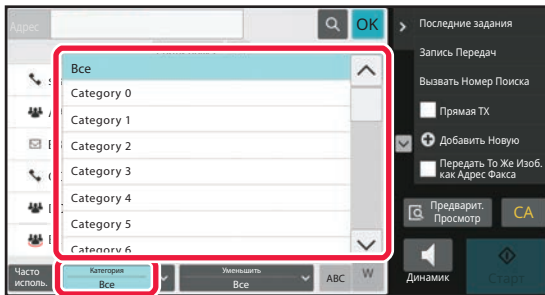 Адрес
OK
Все
Category 0
Category 1
Category 2
Category 3
Category 4
Category 5
Category 6
Часто
исполь.
Категория
Все
Уменьшить
Все
ABC
W
Последние задания
Запись Передач
Вызвать Номер Поиска
Прямая TX
Добавить Новую
Передать То Же Изоб.
как Адрес Факса
Предварит.
Просмотр
CA
Динамик
Старт